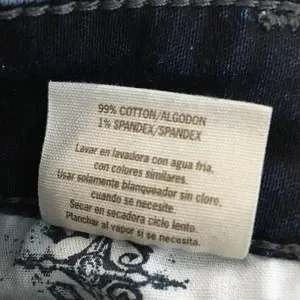 99% COTTON/ALGODON
1% SPANDEX/SPANDEX
Lavar en lavadora con agua fria,
con colores similares.
Usar solamente blanqueador sin cloro,
cuando se necesita.
Secar en secadora ciclo lento.
Planchar al vapor si se necesita.